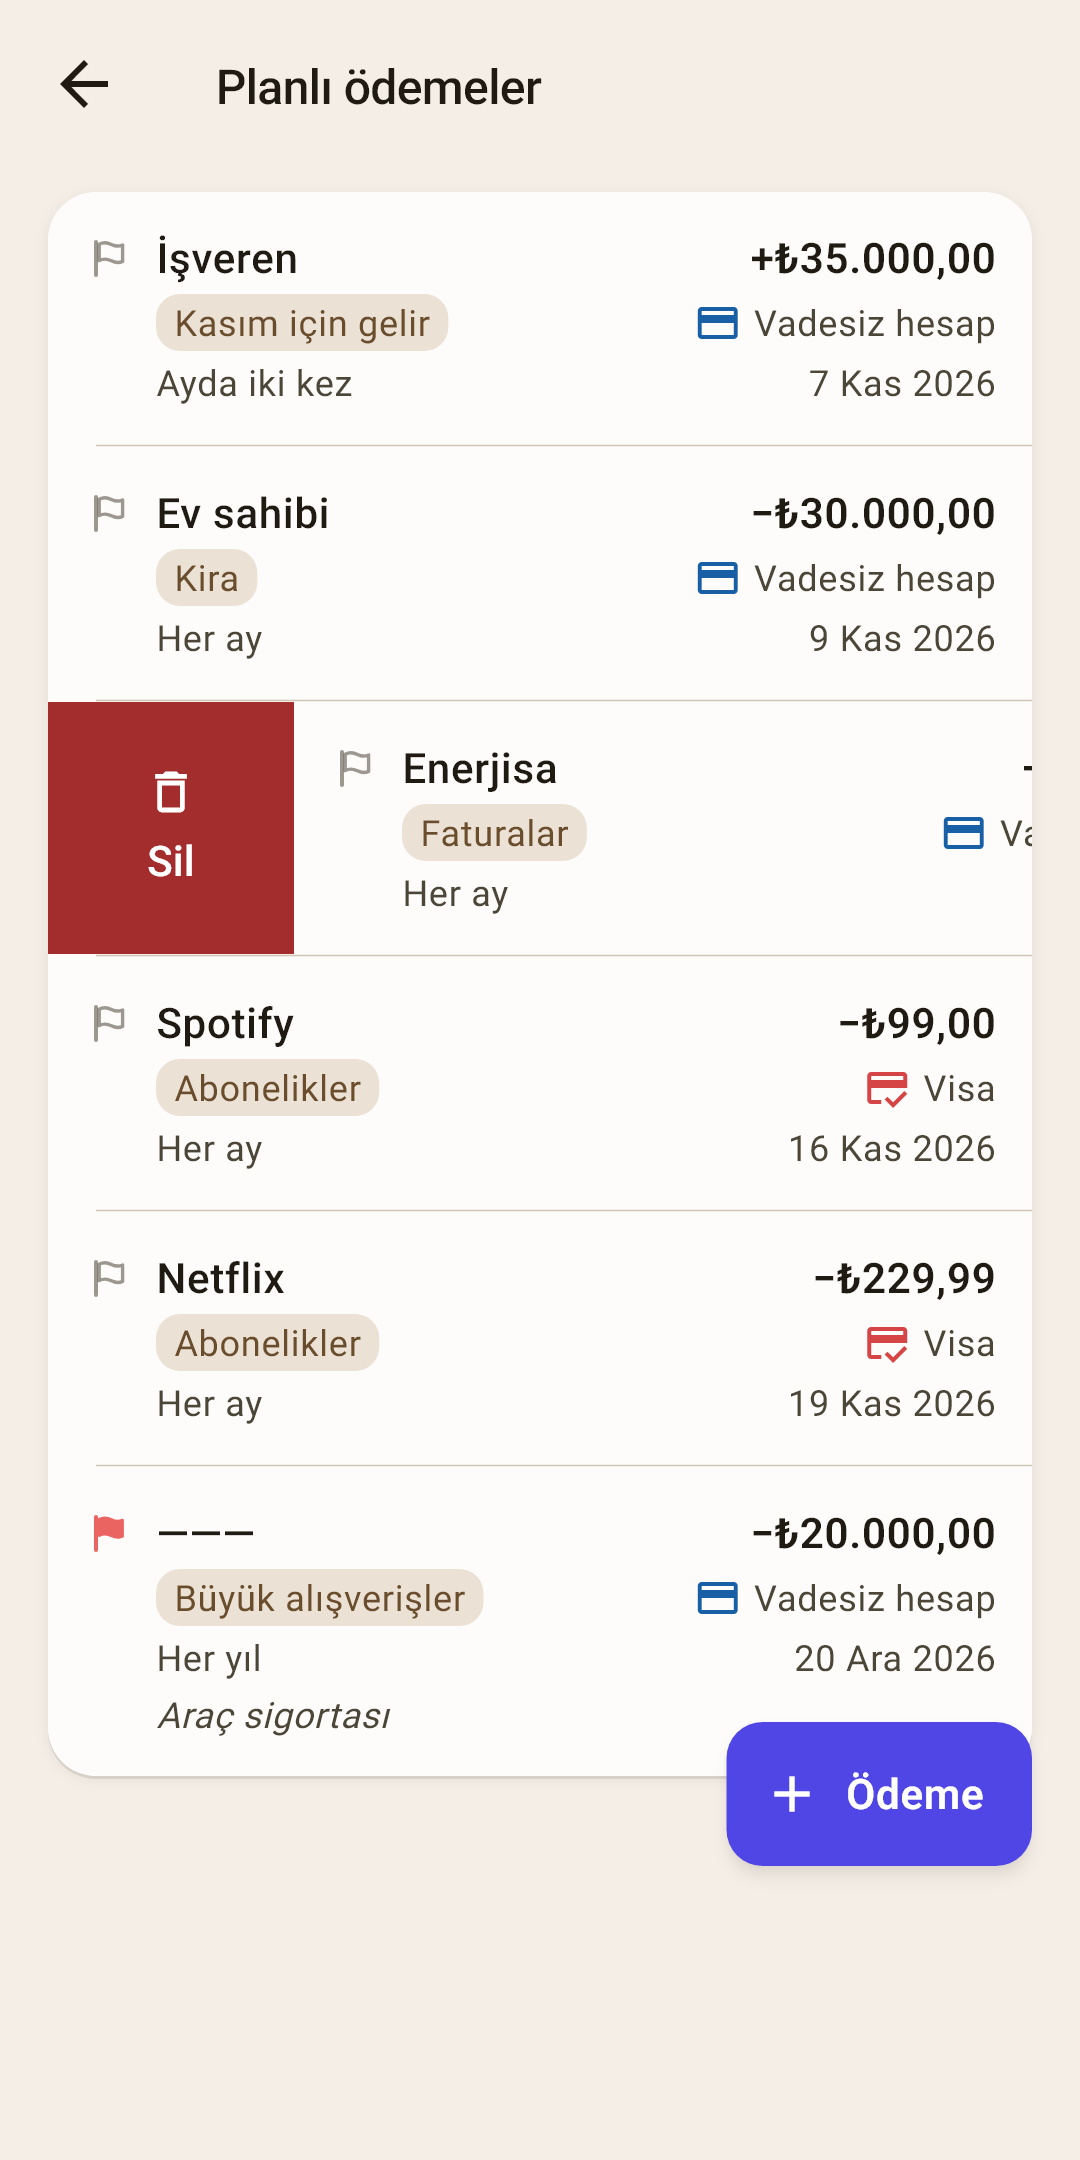 Planlı ödemeler
İşveren +₺35.000,00
Kasım için gelir Vadesiz hesap
Ayda iki kez 7 Kas 2026
Ev sahibi −₺30.000,00
Kira Vadesiz hesap
Her ay 9 Kas 2026
Enerjisa
Sil Faturalar
Her ay
Spotify −₺99,00
Abonelikler Visa
Her ay 16 Kas 2026
Netflix −₺229,99
Abonelikler Visa
Her ay 19 Kas 2026
——— −₺20.000,00
Büyük alışverişler Vadesiz hesap
Her yıl 20 Ara 2026
Araç sigortası
+ Ödeme